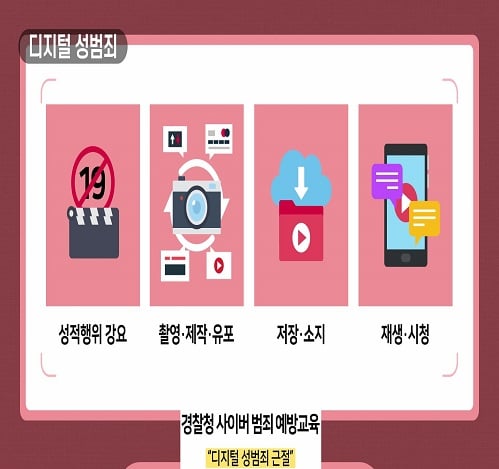 디지털 성범죄
19
성적행위 강요
촬영·제작·유포
저장·소지
재생·시청
경찰청 사이버 범죄 예방교육
“디지털 성범죄 근절”